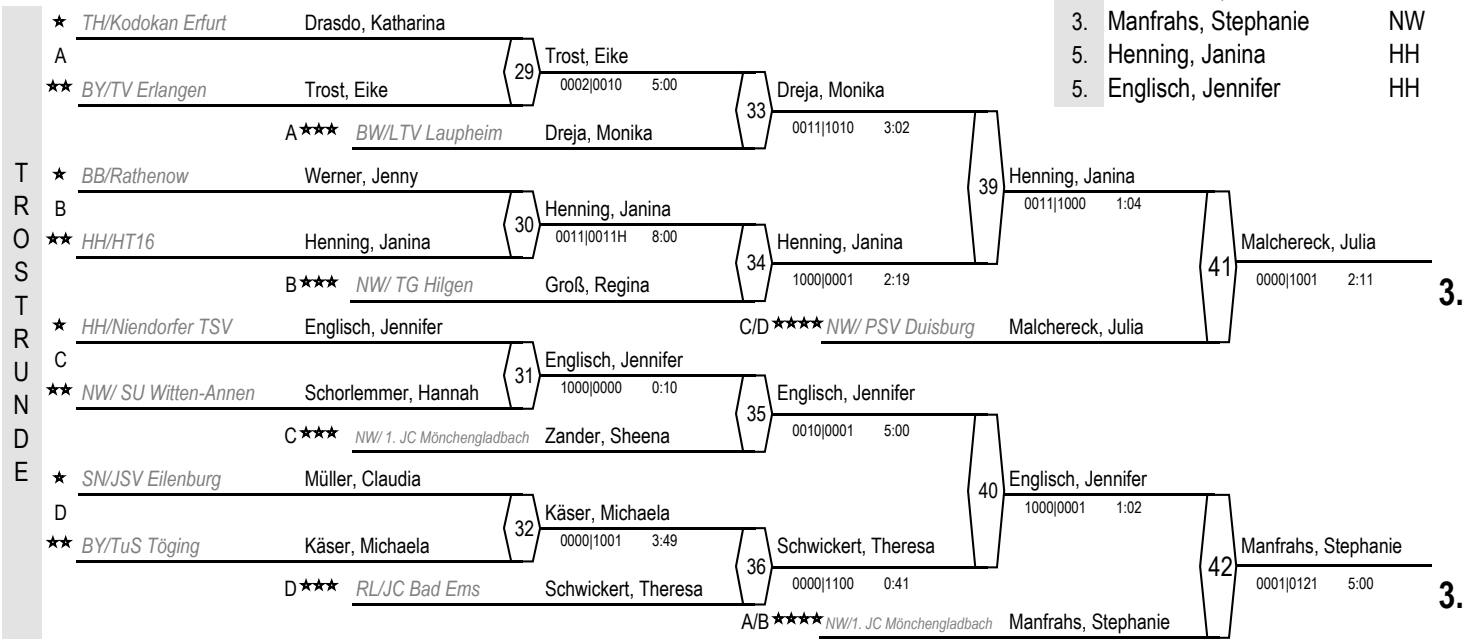 3. Manfrahs, Stephanie NW
5. Henning, Janina HH
5. Englisch, Jennifer HH
TROSTRUNDE
★ TH/Kodokan Erfurt Drasdo, Katharina
A
★★ BY/TV Erlangen Trost, Eike
29 Trost, Eike
0002|0010 5:00
A★★★ BW/LTV Laupheim Dreja, Monika
33 Dreja, Monika
0011|1010 3:02
★ BB/Rathenow Werner, Jenny
B
★★ HH/HT16 Henning, Janina
30 Henning, Janina
0011|0011H 8:00
B★★★ NW/ TG Hilgen Groß, Regina
34 Henning, Janina
1000|0001 2:19
39 Henning, Janina
0011|1000 1:04
C/D★★★★ NW/ PSV Duisburg Malchereck, Julia
41 Malchereck, Julia
0000|1001 2:11
3.
★ HH/Niendorfer TSV Englisch, Jennifer
C
★★ NW/ SU Witten-Annen Schorlemmer, Hannah
31 Englisch, Jennifer
1000|0000 0:10
C★★★ NW/ 1. JC Mönchengladbach Zander, Sheena
35 Englisch, Jennifer
0010|0001 5:00
★ SN/JSV Eilenburg Müller, Claudia
D
★★ BY/TuS Töging Käser, Michaela
32 Käser, Michaela
0000|1001 3:49
D★★★ RL/JC Bad Ems Schwickert, Theresa
36 Schwickert, Theresa
0000|1100 0:41
40 Englisch, Jennifer
1000|0001 1:02
A/B★★★★ NW/1. JC Mönchengladbach Manfrahs, Stephanie
42 Manfrahs, Stephanie
0001|0121 5:00
3.